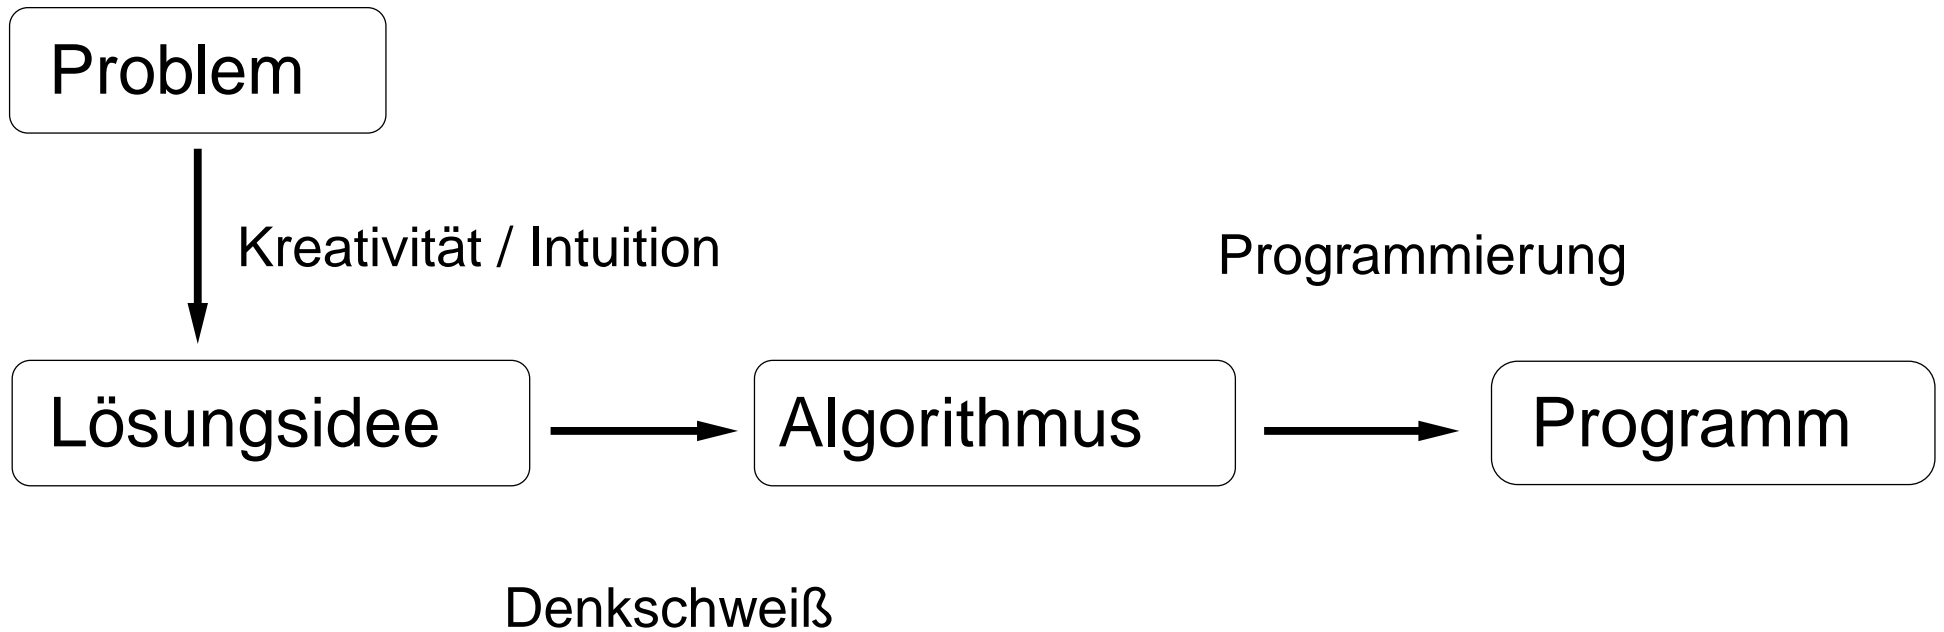 Problem
Kreativität / Intuition
Programmierung
Lösungsidee
Algorithmus
Programm
Denkschweiß